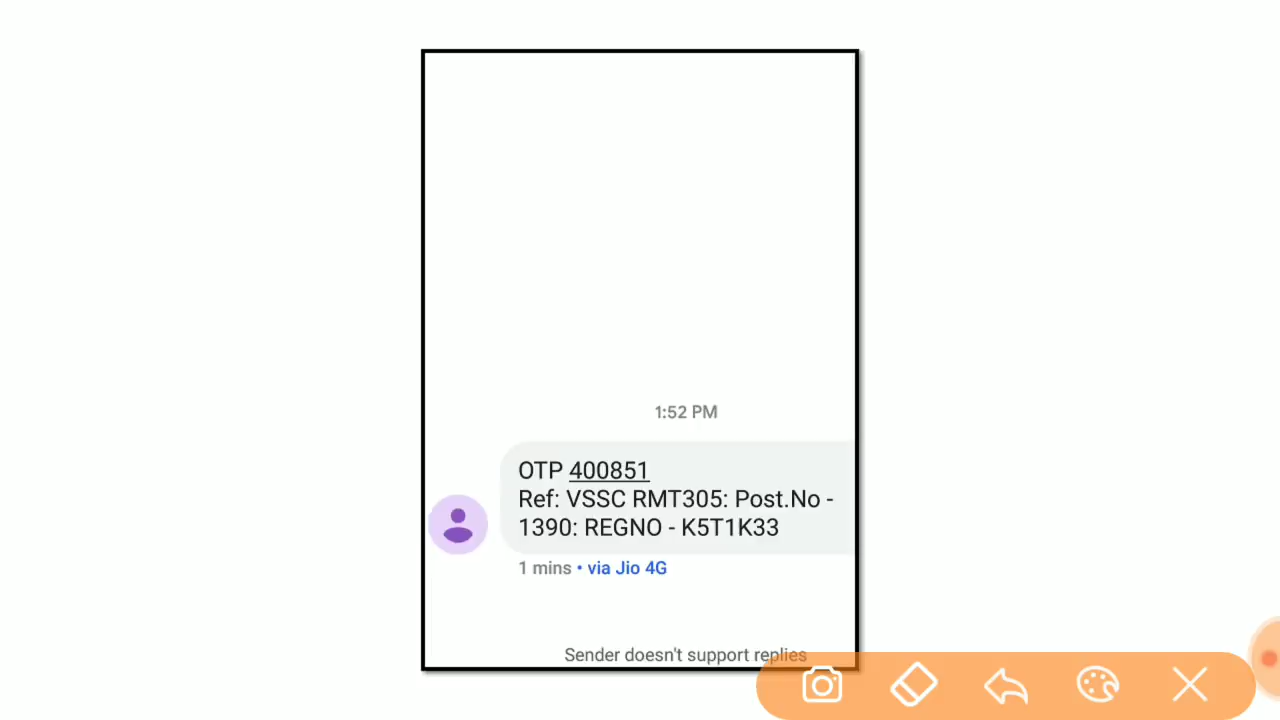 1:52 PM
OTP 400851
Ref: VSSC RMT305: Post.No -
1390: REGNO - K5T1K33
1 mins • via Jio 4G
Sender doesn't support replies